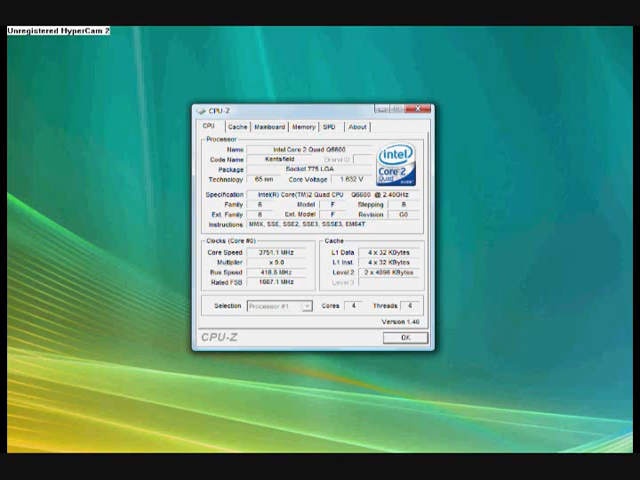 Unregistered HyperCam 2
CPU-Z
CPU Cache Mainboard Memory SPD About
Processor
Name Intel Core 2 Quad Q6600
Code Name Kentsfield Brand ID
Package Socket 775 LGA
Technology 65 nm Core Voltage 1.632 V
intel
Core 2
Quad
Specification Intel(R) Core(TM)2 Quad CPU Q6600 @ 2.40GHz
Family 6 Model F Stepping B
Ext. Family 6 Ext. Model F Revision G0
Instructions MMX, SSE, SSE2, SSE3, SSSE3, EM64T
Clocks (Core #0)
Core Speed 3751.1 MHz
Multiplier x 9.0
Bus Speed 416.8 MHz
Rated FSB 1667.1 MHz
Cache
L1 Data 4 x 32 KBytes
L1 Inst. 4 x 32 KBytes
Level 2 2 x 4096 KBytes
Level 3
Selection Processor #1 Cores 4 Threads 4
Version 1.46
CPU-Z OK